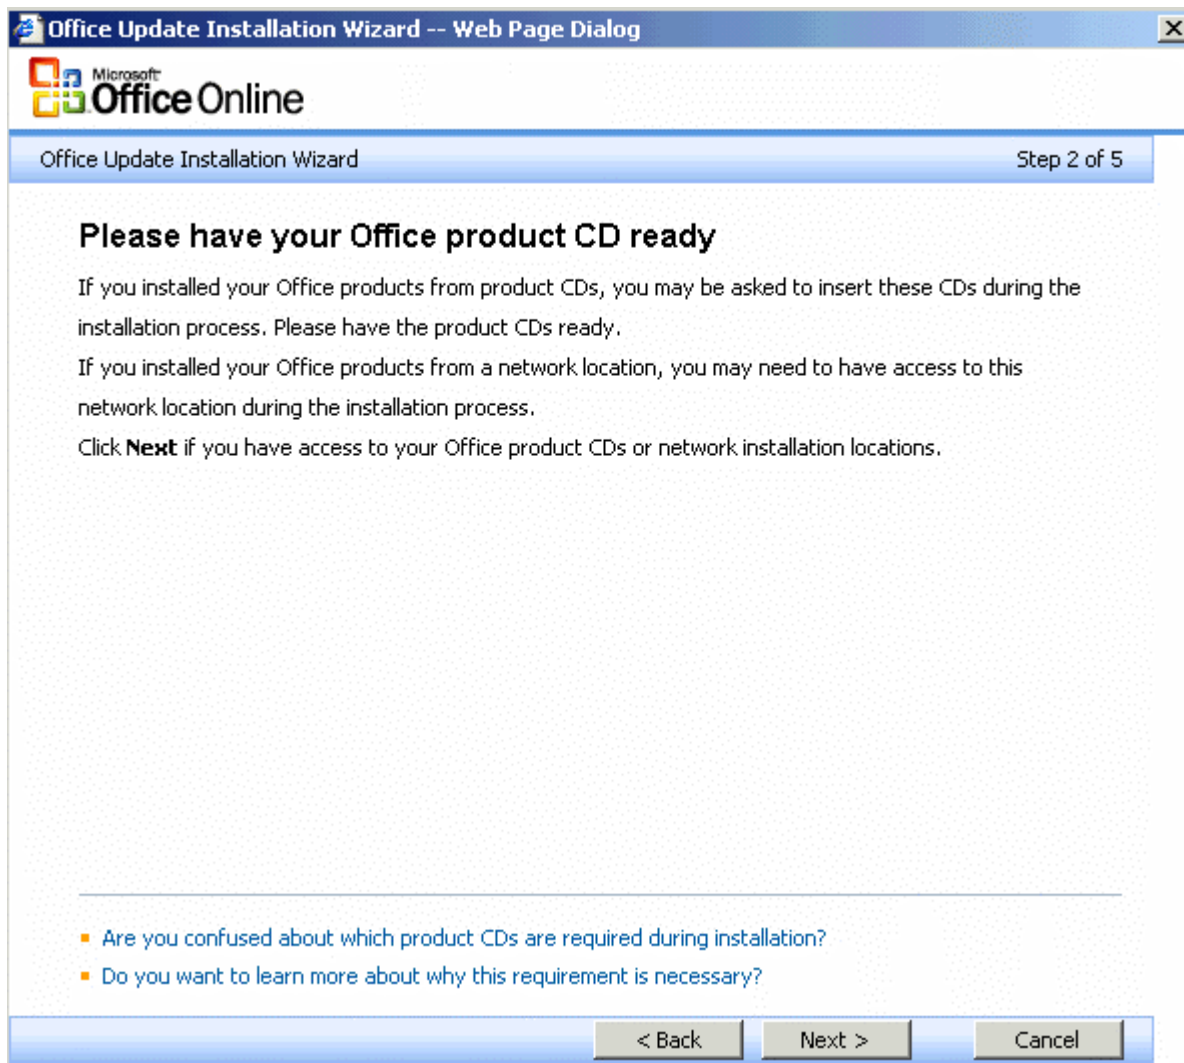 Office Update Installation Wizard -- Web Page Dialog
Microsoft
Office Online
Office Update Installation Wizard
Step 2 of 5
Please have your Office product CD ready
If you installed your Office products from product CDs, you may be asked to insert these CDs during the
installation process. Please have the product CDs ready.
If you installed your Office products from a network location, you may need to have access to this
network location during the installation process.
Click Next if you have access to your Office product CDs or network installation locations.
Are you confused about which product CDs are required during installation?
Do you want to learn more about why this requirement is necessary?
< Back
Next >
Cancel